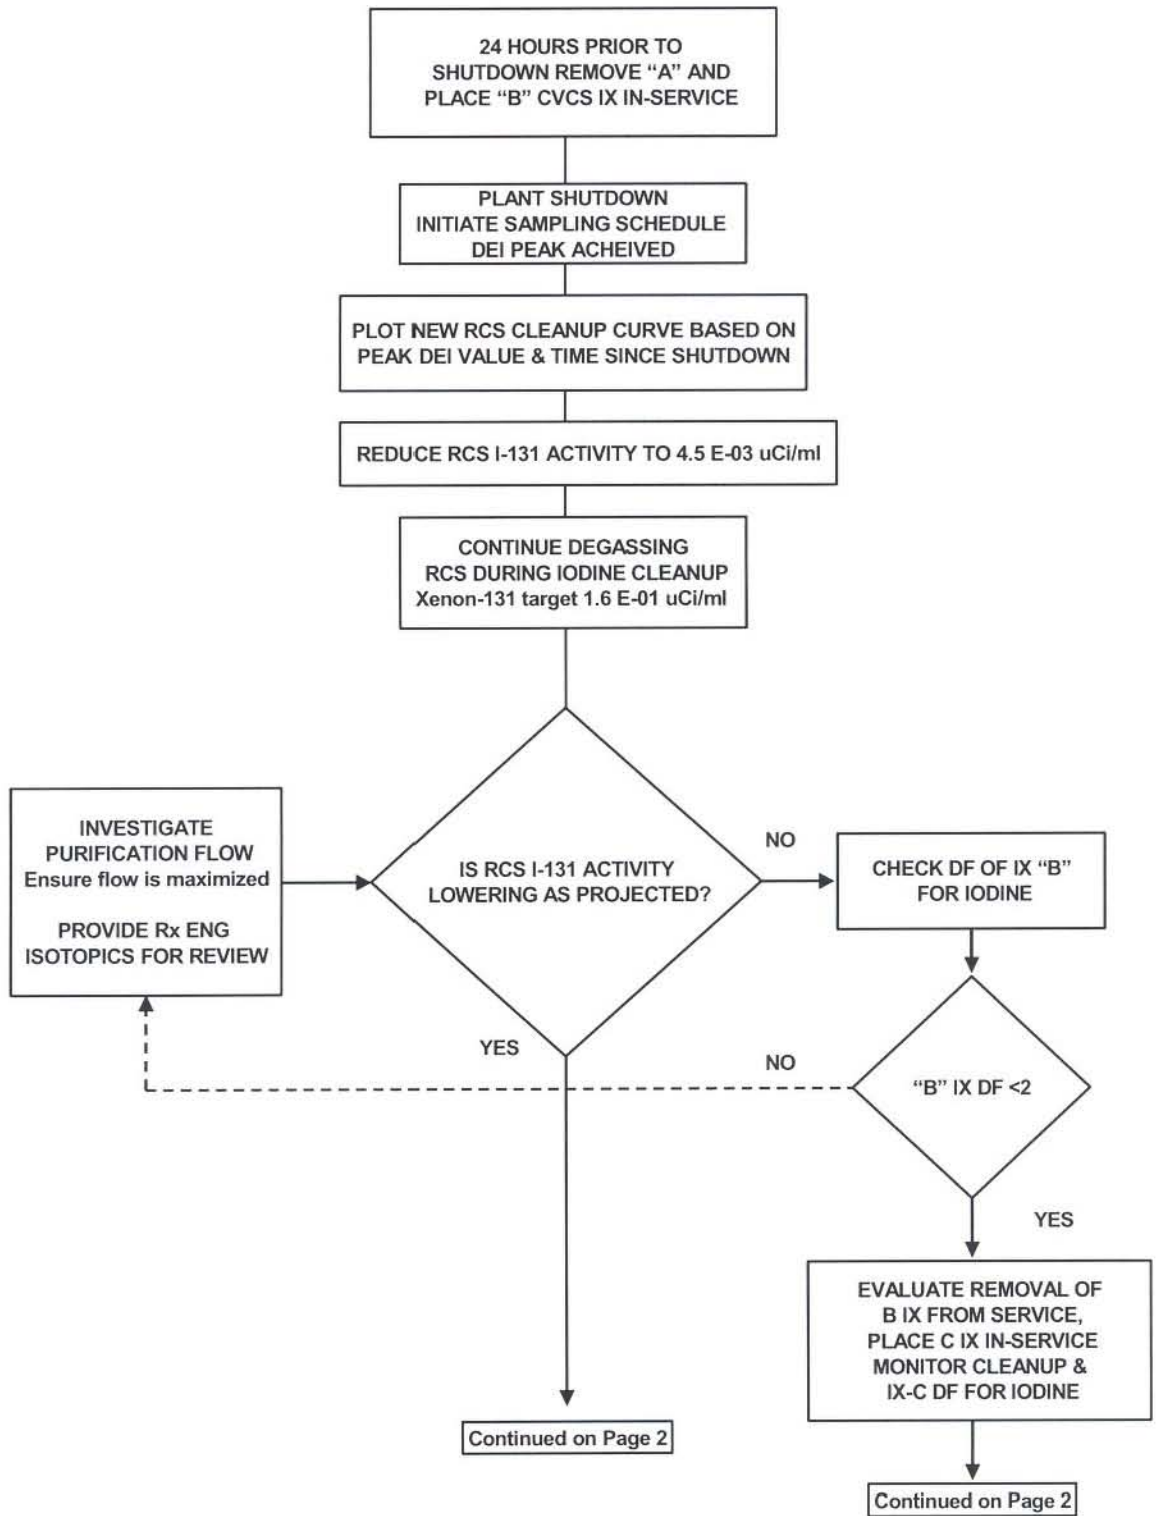 24 HOURS PRIOR TO
SHUTDOWN REMOVE “A” AND
PLACE “B” CVCS IX IN-SERVICE
PLANT SHUTDOWN
INITIATE SAMPLING SCHEDULE
DEI PEAK ACHEIVED
PLOT NEW RCS CLEANUP CURVE BASED ON
PEAK DEI VALUE & TIME SINCE SHUTDOWN
REDUCE RCS I-131 ACTIVITY TO 4.5 E-03 uCi/ml
CONTINUE DEGASSING
RCS DURING IODINE CLEANUP
Xenon-131 target 1.6 E-01 uCi/ml
INVESTIGATE
PURIFICATION FLOW
Ensure flow is maximized
PROVIDE Rx ENG
ISOTOPICS FOR REVIEW
IS RCS I-131 ACTIVITY
LOWERING AS PROJECTED?
NO
CHECK DF OF IX “B”
FOR IODINE
YES
NO
“B” IX DF <2
YES
EVALUATE REMOVAL OF
B IX FROM SERVICE,
PLACE C IX IN-SERVICE
MONITOR CLEANUP &
IX-C DF FOR IODINE
Continued on Page 2
Continued on Page 2